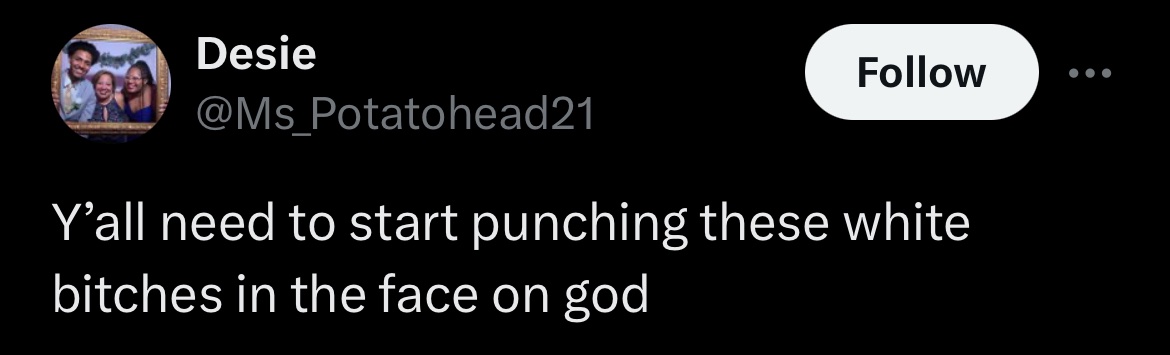 Desie
@Ms_Potatohead21
Follow
Y’all need to start punching these white
bitches in the face on god